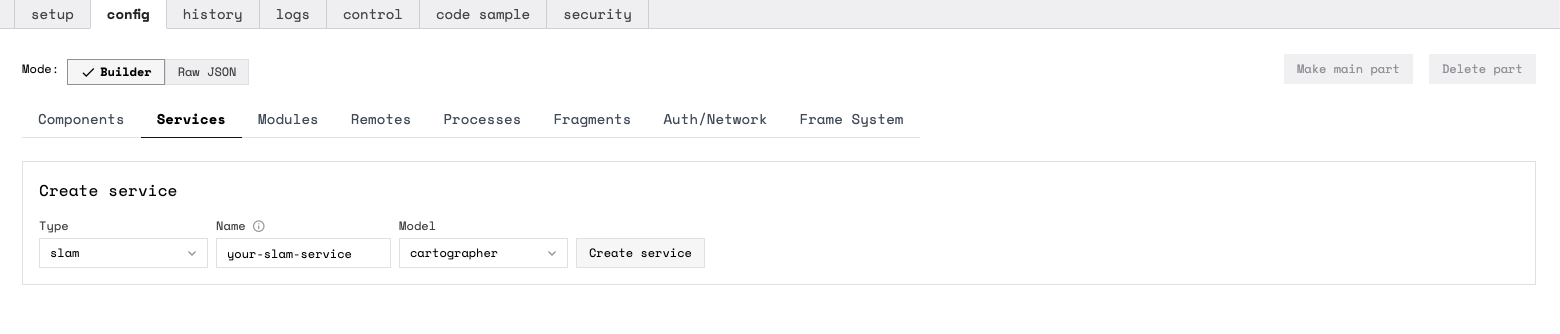 setup config history logs control code sample security
Mode: Builder Raw JSON Make main part Delete part
Components Services Modules Remotes Processes Fragments Auth/Network Frame System
Create service
Type Name Model
slam your-slam-service cartographer Create service